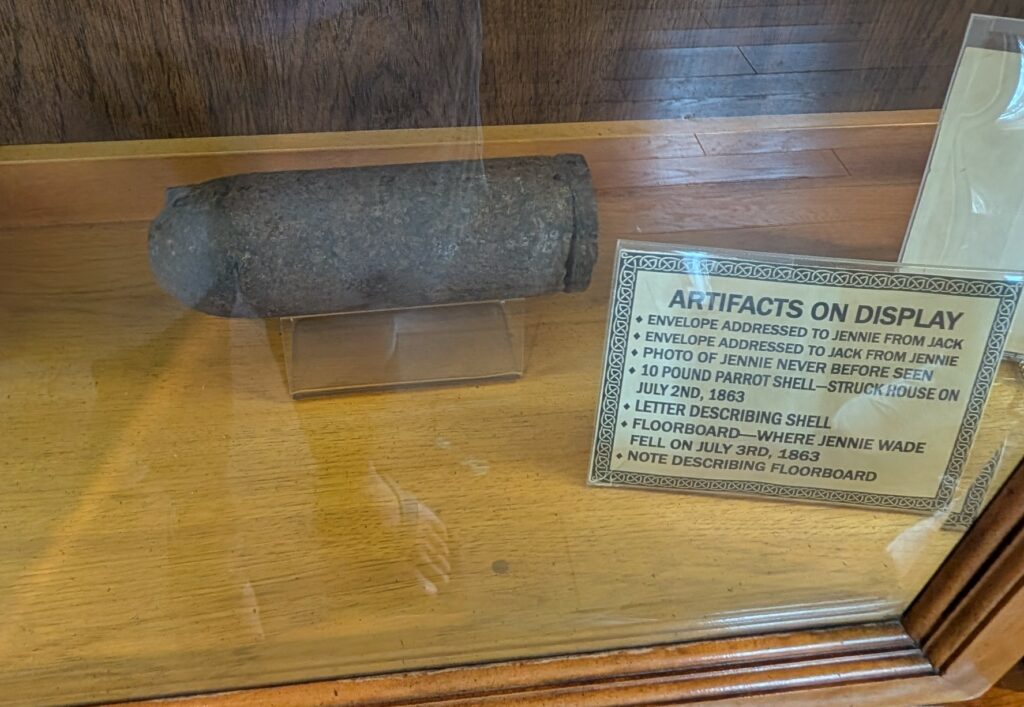 ARTIFACTS ON DISPLAY
◆ ENVELOPE ADDRESSED TO JENNIE FROM JACK
◆ ENVELOPE ADDRESSED TO JACK FROM JENNIE
◆ PHOTO OF JENNIE NEVER BEFORE SEEN
◆ 10 POUND PARROT SHELL—STRUCK HOUSE ON
JULY 2ND, 1863
◆ LETTER DESCRIBING SHELL
◆ FLOORBOARD—WHERE JENNIE WADE
FELL ON JULY 3RD, 1863
◆ NOTE DESCRIBING FLOORBOARD